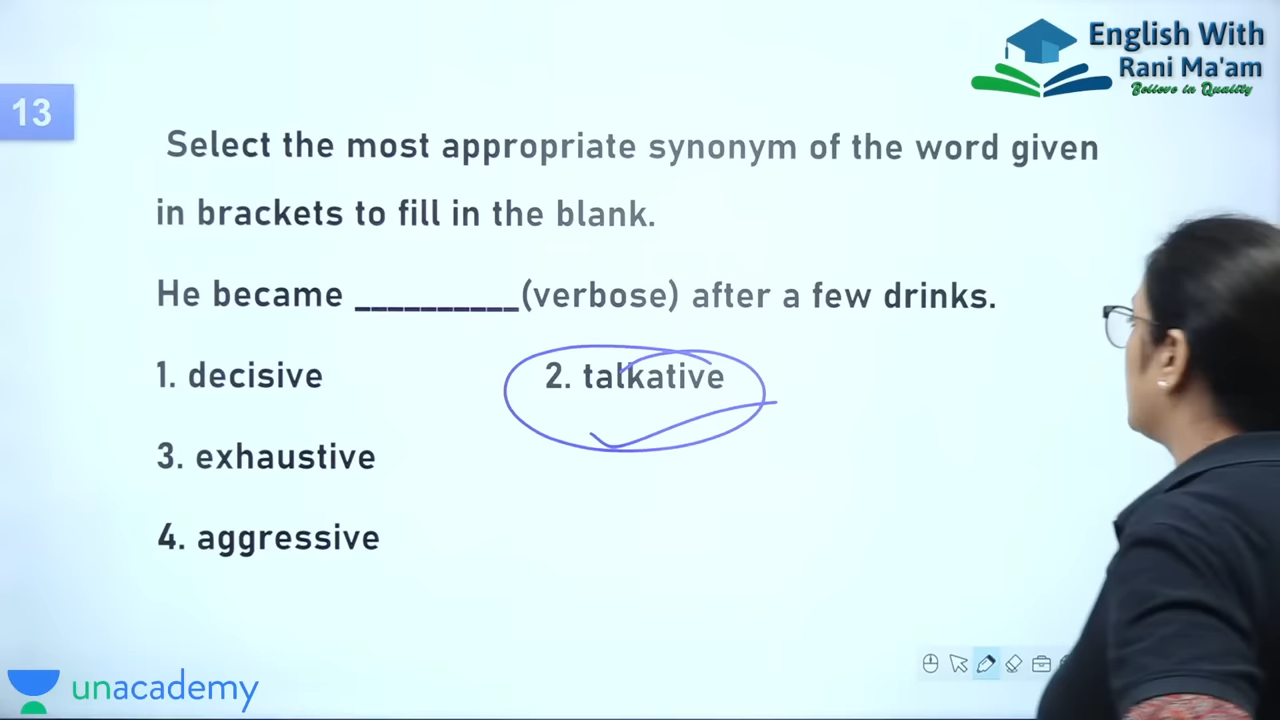 English With
Rani Ma'am
Believe in Quality
13
Select the most appropriate synonym of the word given
in brackets to fill in the blank.
He became __________(verbose) after a few drinks.
1. decisive
2. talkative
3. exhaustive
4. aggressive
unacademy